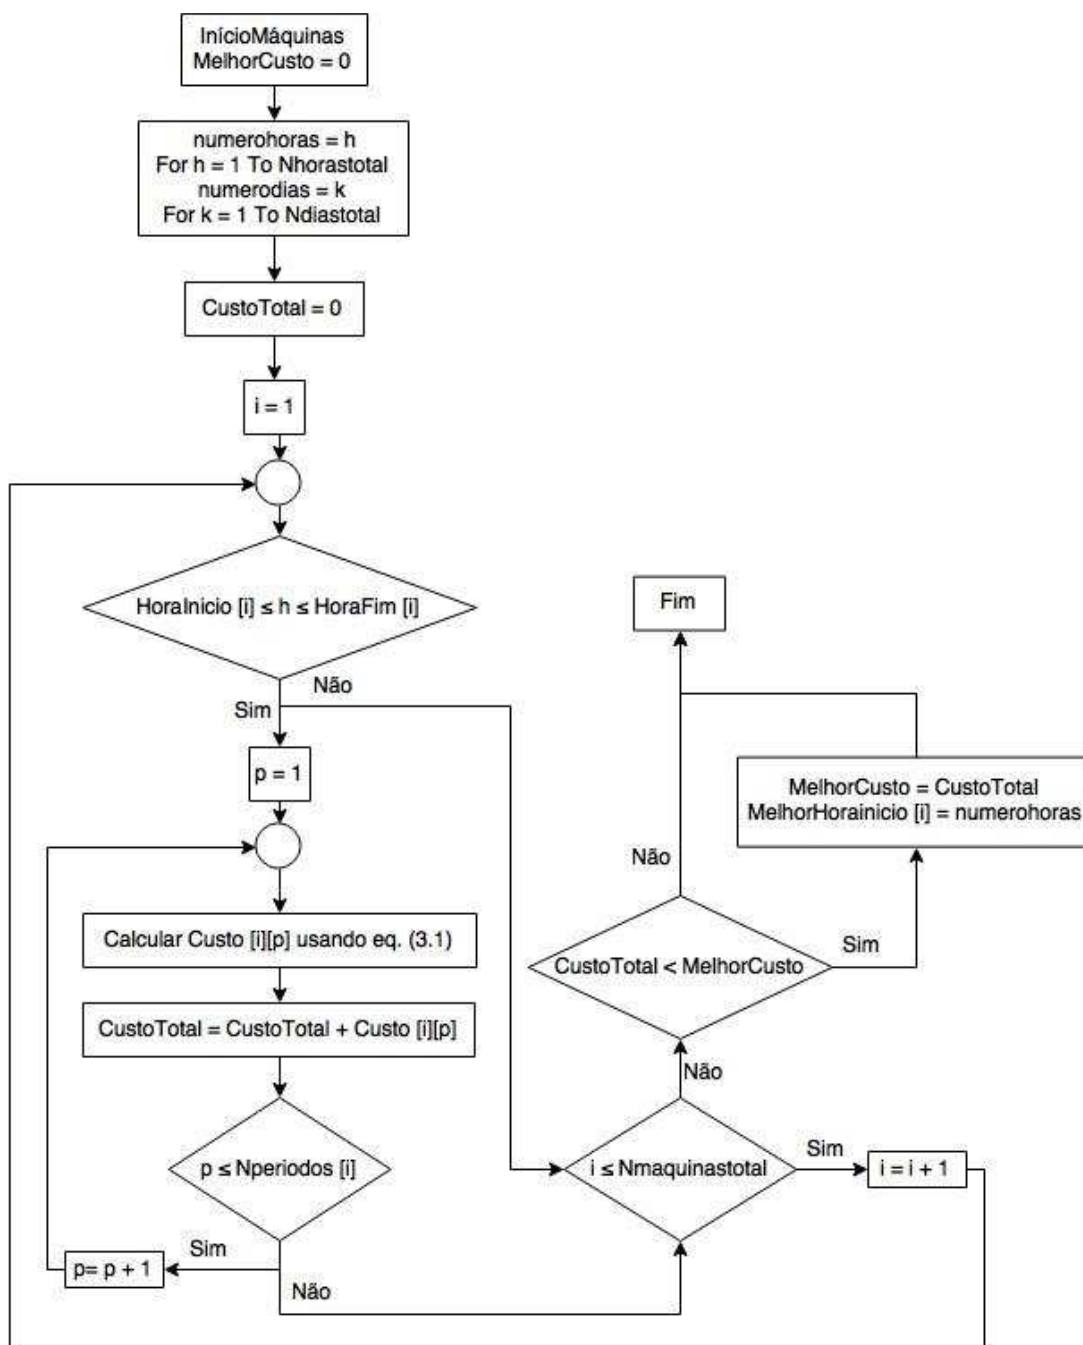 InícioMáquinas
MelhorCusto = 0
numerohoras = h
For h = 1 To Nhorastotal
numerodias = k
For k = 1 To Ndiastotal
CustoTotal = 0
i = 1
HoraInicio [i] ≤ h ≤ HoraFim [i]
Não
Sim
p = 1
Calcular Custo [i][p] usando eq. (3.1)
CustoTotal = CustoTotal + Custo [i][p]
p ≤ Nperiodos [i]
Sim
p= p + 1
Não
i ≤ Nmaquinastotal
Sim
i = i + 1
Não
CustoTotal < MelhorCusto
Sim
Não
MelhorCusto = CustoTotal
MelhorHorainicio [i] = numerohoras
Fim